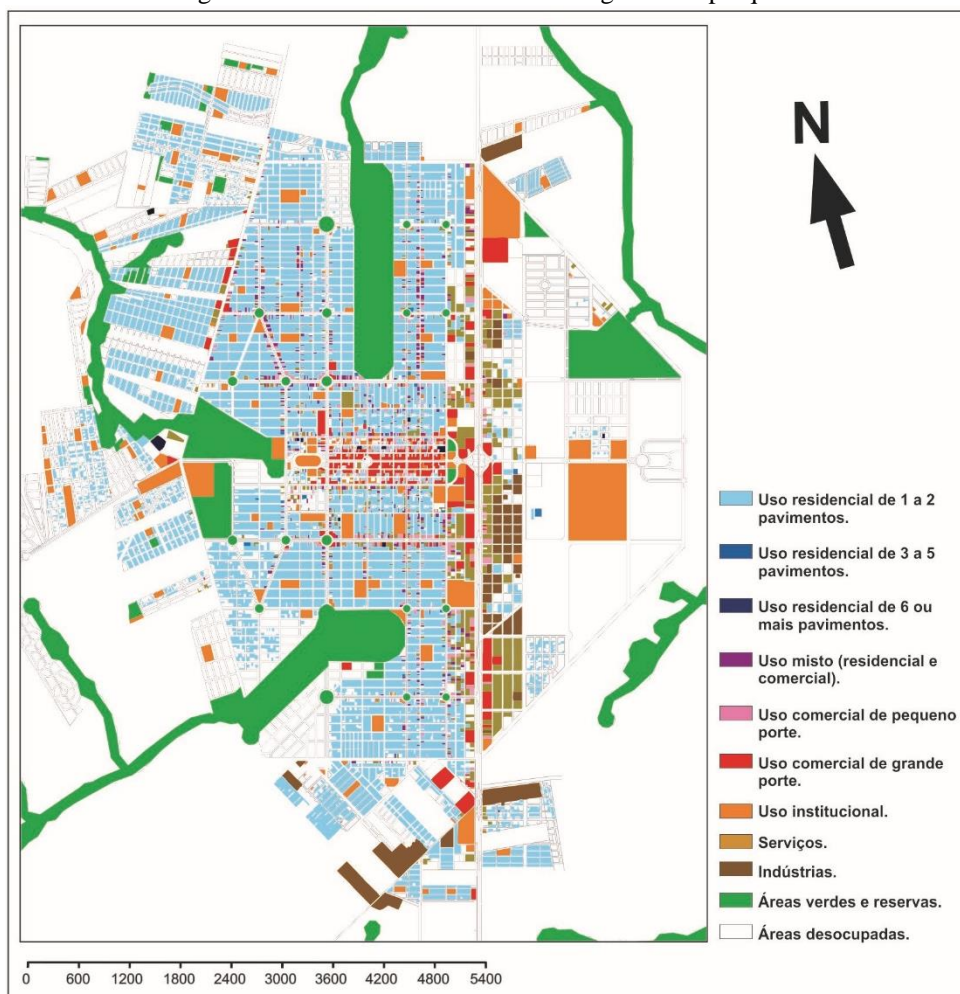 N
Uso residencial de 1 a 2
pavimentos.
Uso residencial de 3 a 5
pavimentos.
Uso residencial de 6 ou
mais pavimentos.
Uso misto (residencial e
comercial).
Uso comercial de pequeno
porte.
Uso comercial de grande
porte.
Uso institucional.
Serviços.
Indústrias.
Áreas verdes e reservas.
Áreas desocupadas.
0 600 1200 1800 2400 3000 3600 4200 4800 5400